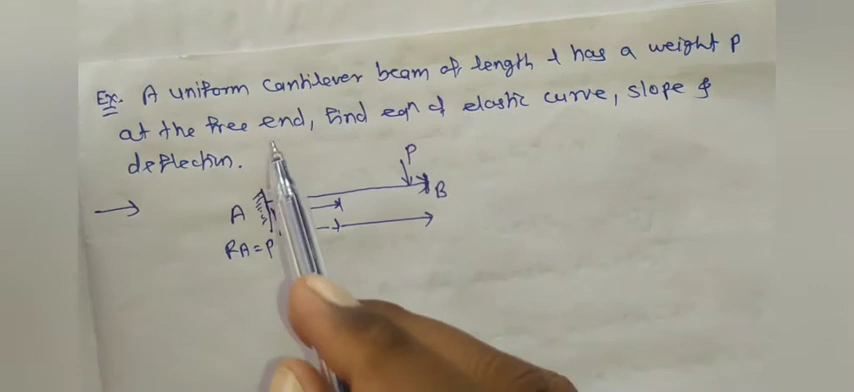 Ex. A uniform cantilever beam of length l has a weight P
at the free end, find eqn of elastic curve, slope &
deflection.
P
A
B
RA=P